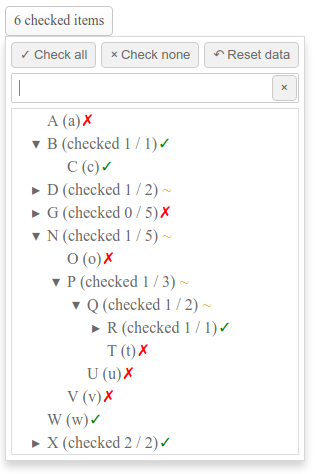 6 checked items
✓ Check all × Check none ↶ Reset data
×
A (a)✗
▼ B (checked 1 / 1)✓
C (c)✓
► D (checked 1 / 2) ~
► G (checked 0 / 5)✗
▼ N (checked 1 / 5) ~
O (o)✗
▼ P (checked 1 / 3) ~
▼ Q (checked 1 / 2) ~
► R (checked 1 / 1)✓
T (t)✗
U (u)✗
V (v)✗
W (w)✓
► X (checked 2 / 2)✓